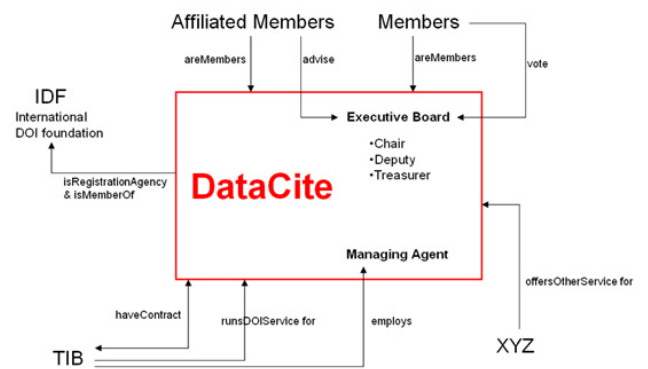 Affiliated Members
Members
areMembers
advise
areMembers
vote
IDF
International
DOI foundation
Executive Board
•Chair
•Deputy
•Treasurer
isRegistrationAgency
& isMemberOf
DataCite
Managing Agent
offersOtherService for
haveContract
runsDOIService for
employs
XYZ
TIB